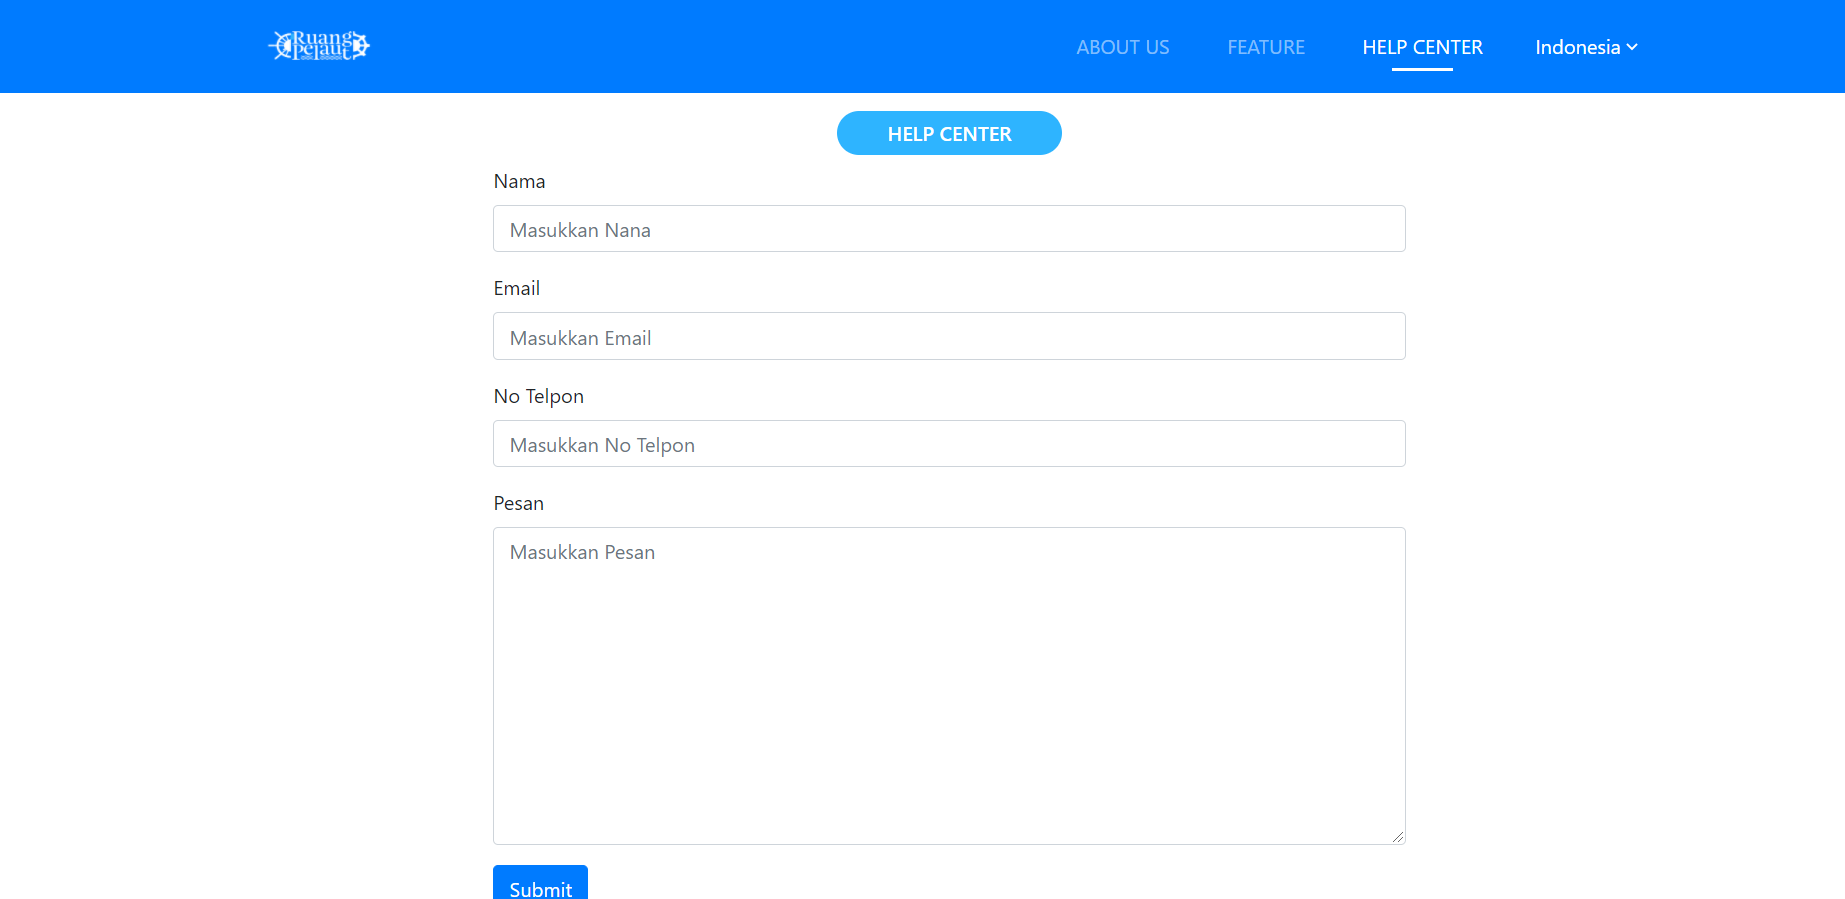 Ruang
Pelaut
ABOUT US
FEATURE
HELP CENTER
Indonesia
HELP CENTER
Nama
Masukkan Nana
Email
Masukkan Email
No Telpon
Masukkan No Telpon
Pesan
Masukkan Pesan
Submit